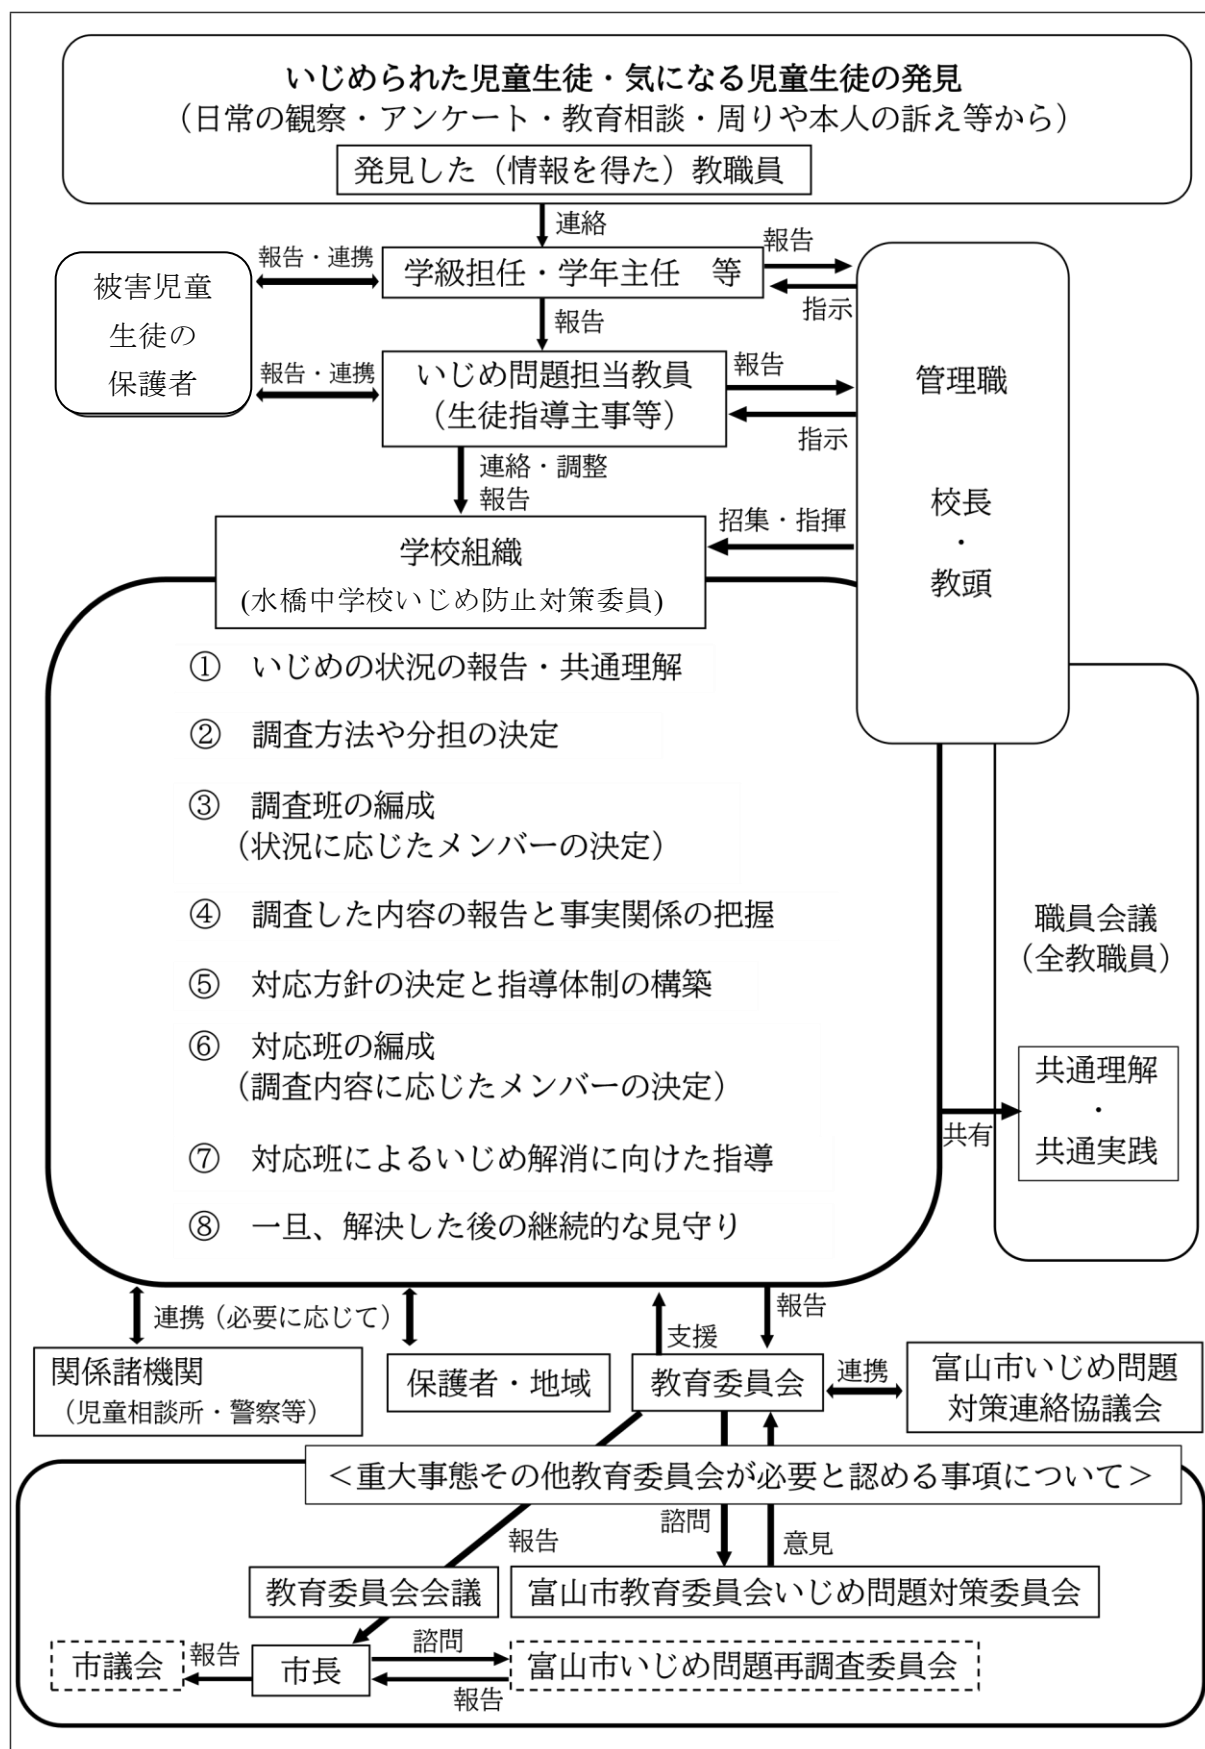 いじめられた児童生徒・気になる児童生徒の発見
（日常の観察・アンケート・教育相談・周りや本人の訴え等から）
発見した（情報を得た）教職員
連絡
被害児童
生徒の
保護者
報告・連携
学級担任・学年主任　等
報告
指示
報告
報告・連携
いじめ問題担当教員
（生徒指導主事等）
報告
指示
管理職
校長
・
教頭
連絡・調整
報告
招集・指揮
学校組織
(水橋中学校いじめ防止対策委員)
①　いじめの状況の報告・共通理解
②　調査方法や分担の決定
③　調査班の編成
（状況に応じたメンバーの決定）
④　調査した内容の報告と事実関係の把握
⑤　対応方針の決定と指導体制の構築
⑥　対応班の編成
（調査内容に応じたメンバーの決定）
⑦　対応班によるいじめ解消に向けた指導
⑧　一旦、解決した後の継続的な見守り
職員会議
（全教職員）
共有
共通理解
・
共通実践
連携（必要に応じて）
支援
報告
関係諸機関
（児童相談所・警察等）
保護者・地域
教育委員会
連携
富山市いじめ問題
対策連絡協議会
＜重大事態その他教育委員会が必要と認める事項について＞
報告
諮問
意見
教育委員会会議
富山市教育委員会いじめ問題対策委員会
市議会
報告
市長
諮問
報告
富山市いじめ問題再調査委員会